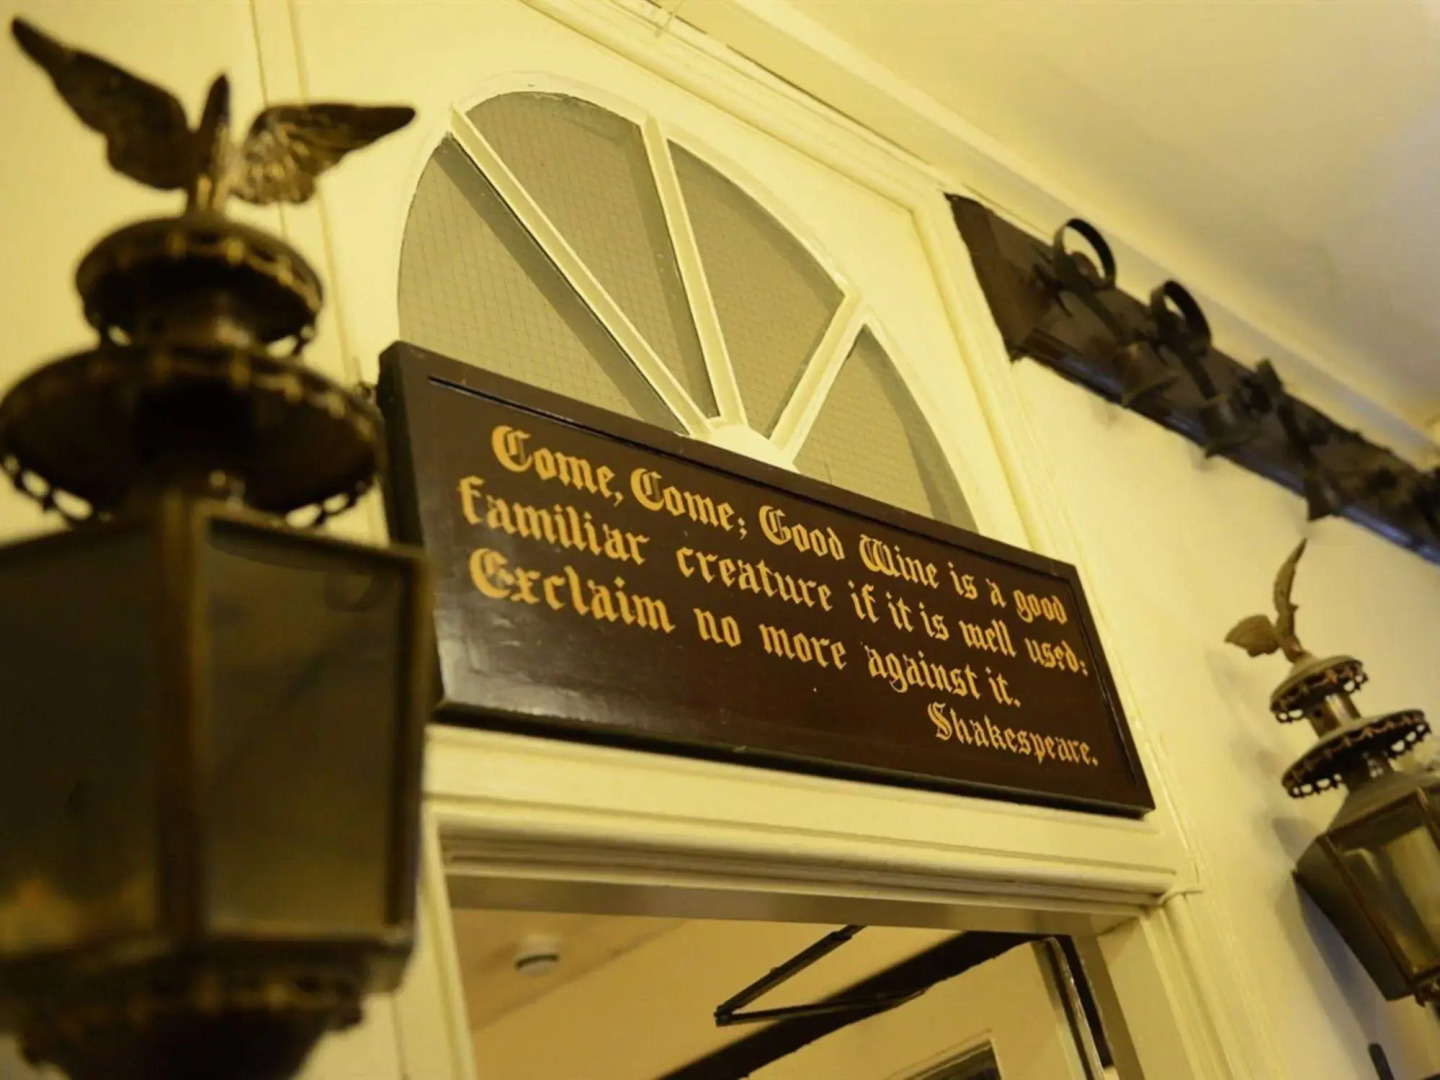 Come, Come; Good Wine is a good
familiar creature if it is well used:
Exclaim no more against it.
Shakespeare.